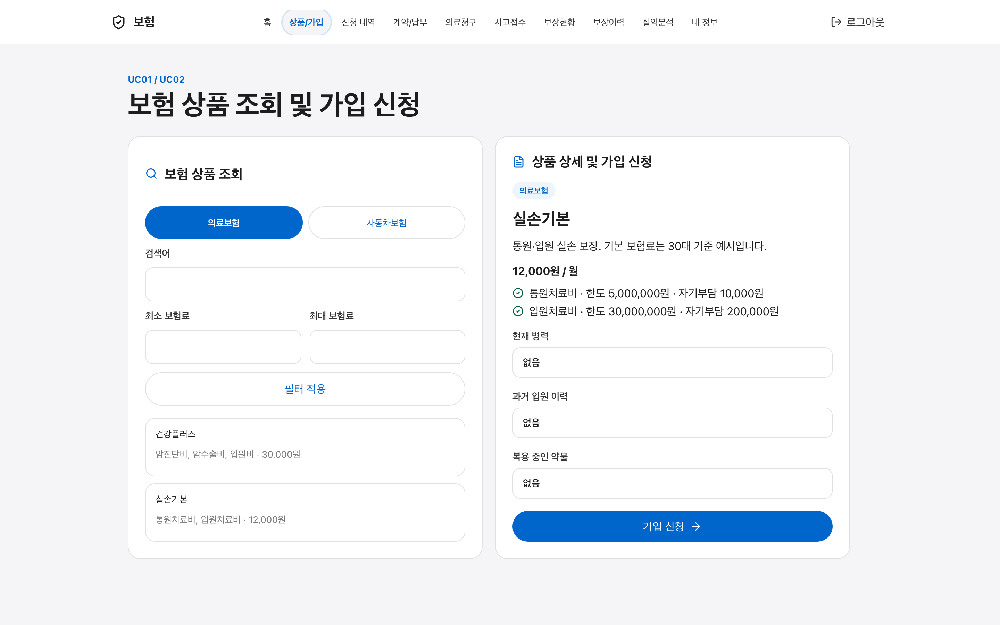 보험
홈
상품/가입
신청 내역
계약/납부
의료청구
사고접수
보상현황
보상이력
실익분석
내 정보
로그아웃
UC01 / UC02
보험 상품 조회 및 가입 신청
보험 상품 조회
의료보험
자동차보험
검색어
최소 보험료
최대 보험료
필터 적용
건강플러스
암진단비, 암수술비, 입원비 · 30,000원
실손기본
통원치료비, 입원치료비 · 12,000원
상품 상세 및 가입 신청
의료보험
실손기본
통원·입원 실손 보장. 기본 보험료는 30대 기준 예시입니다.
12,000원 / 월
통원치료비 · 한도 5,000,000원 · 자기부담 10,000원
입원치료비 · 한도 30,000,000원 · 자기부담 200,000원
현재 병력
없음
과거 입원 이력
없음
복용 중인 약물
없음
가입 신청